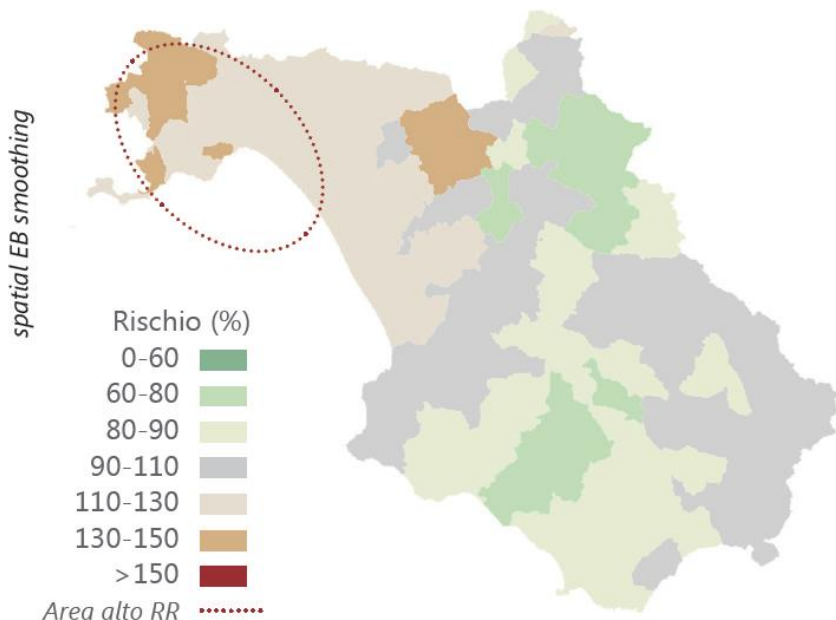 spatial EB smoothing
Rischio (%)
0-60
60-80
80-90
90-110
110-130
130-150
>150
Area alto RR